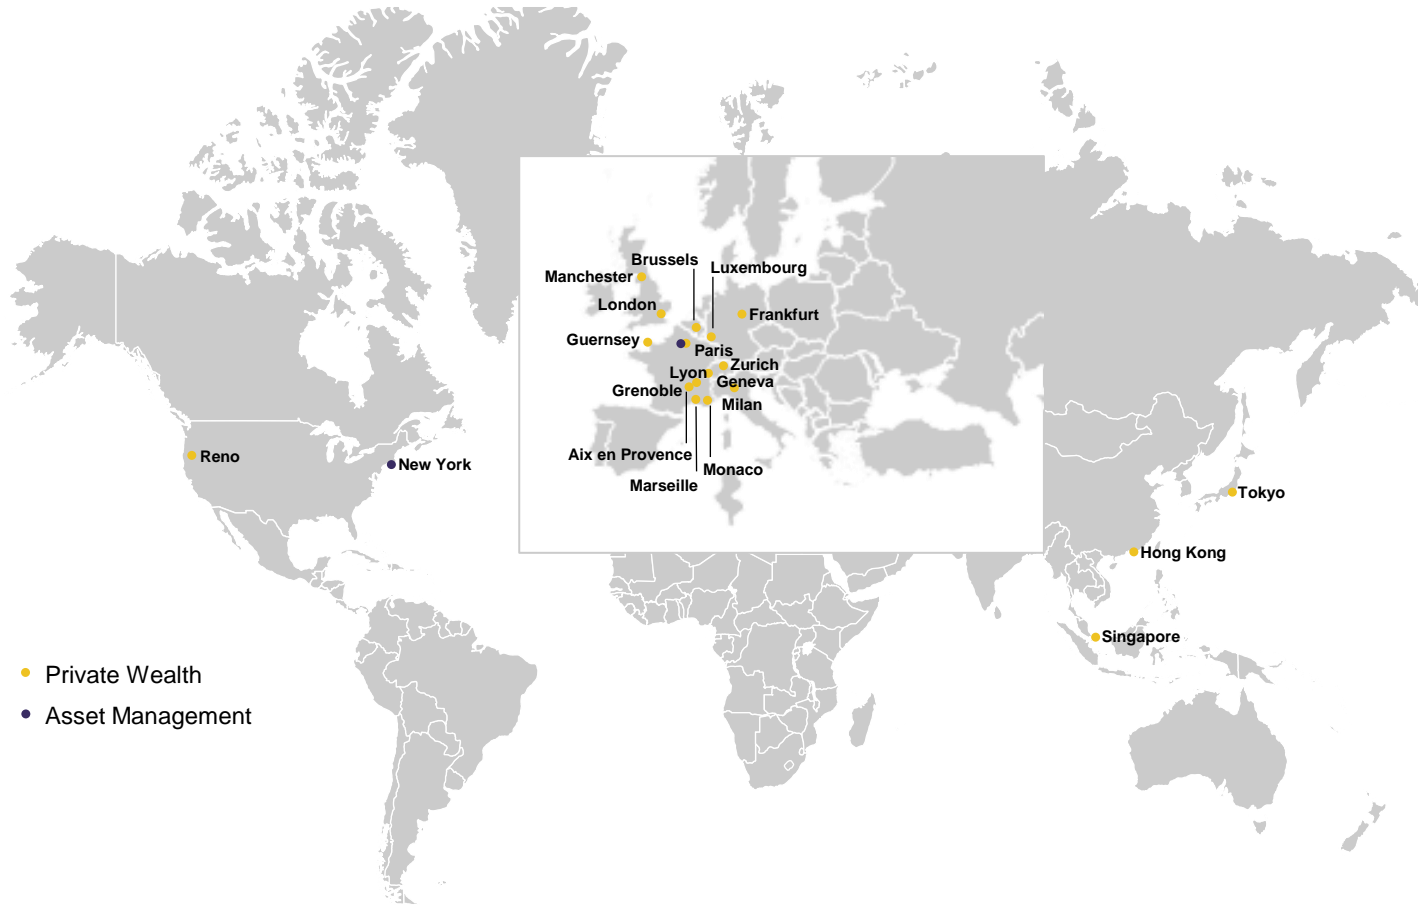 Brussels
Luxembourg
Manchester
London
Frankfurt
Guernsey
Paris
Zurich
Lyon
Geneva
Grenoble
Milan
Aix en Provence
Monaco
Marseille
Reno
New York
Tokyo
Hong Kong
Singapore
Private Wealth
Asset Management